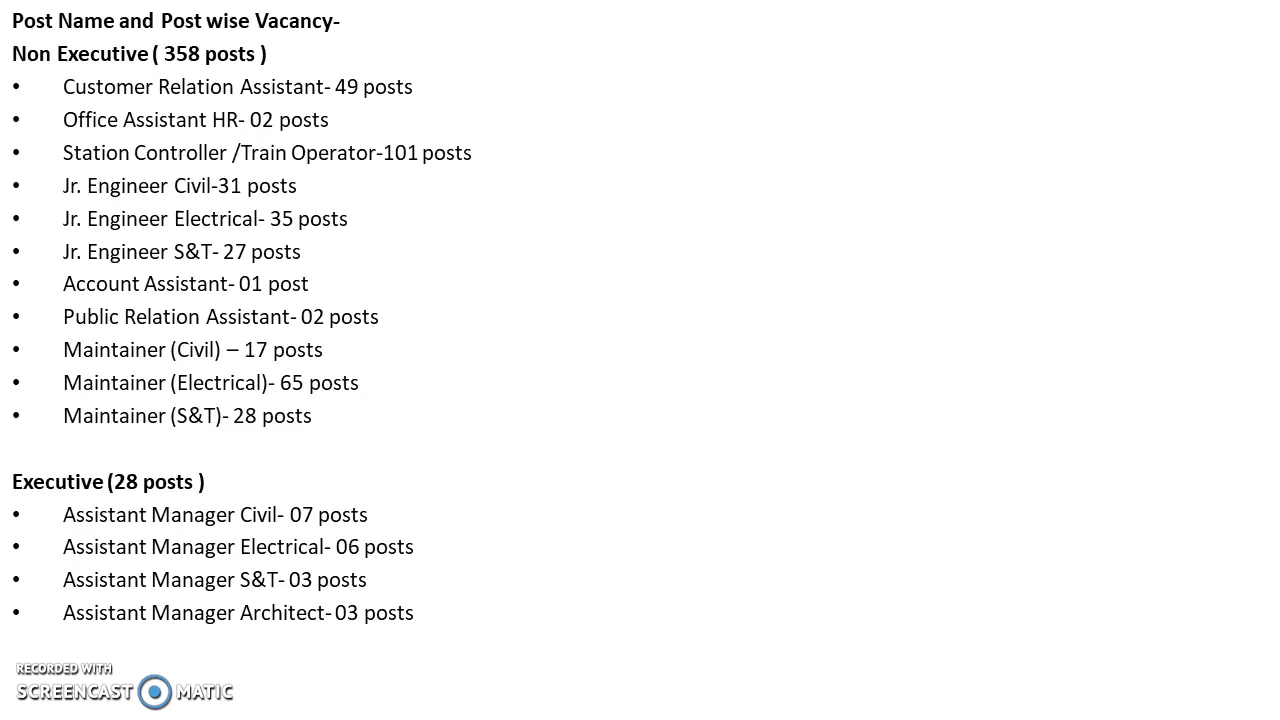 Post Name and Post wise Vacancy-
Non Executive ( 358 posts )
• Customer Relation Assistant- 49 posts
• Office Assistant HR- 02 posts
• Station Controller /Train Operator-101 posts
• Jr. Engineer Civil-31 posts
• Jr. Engineer Electrical- 35 posts
• Jr. Engineer S&T- 27 posts
• Account Assistant- 01 post
• Public Relation Assistant- 02 posts
• Maintainer (Civil) – 17 posts
• Maintainer (Electrical)- 65 posts
• Maintainer (S&T)- 28 posts
Executive (28 posts )
• Assistant Manager Civil- 07 posts
• Assistant Manager Electrical- 06 posts
• Assistant Manager S&T- 03 posts
• Assistant Manager Architect- 03 posts
RECORDED WITH
SCREENCAST MATIC